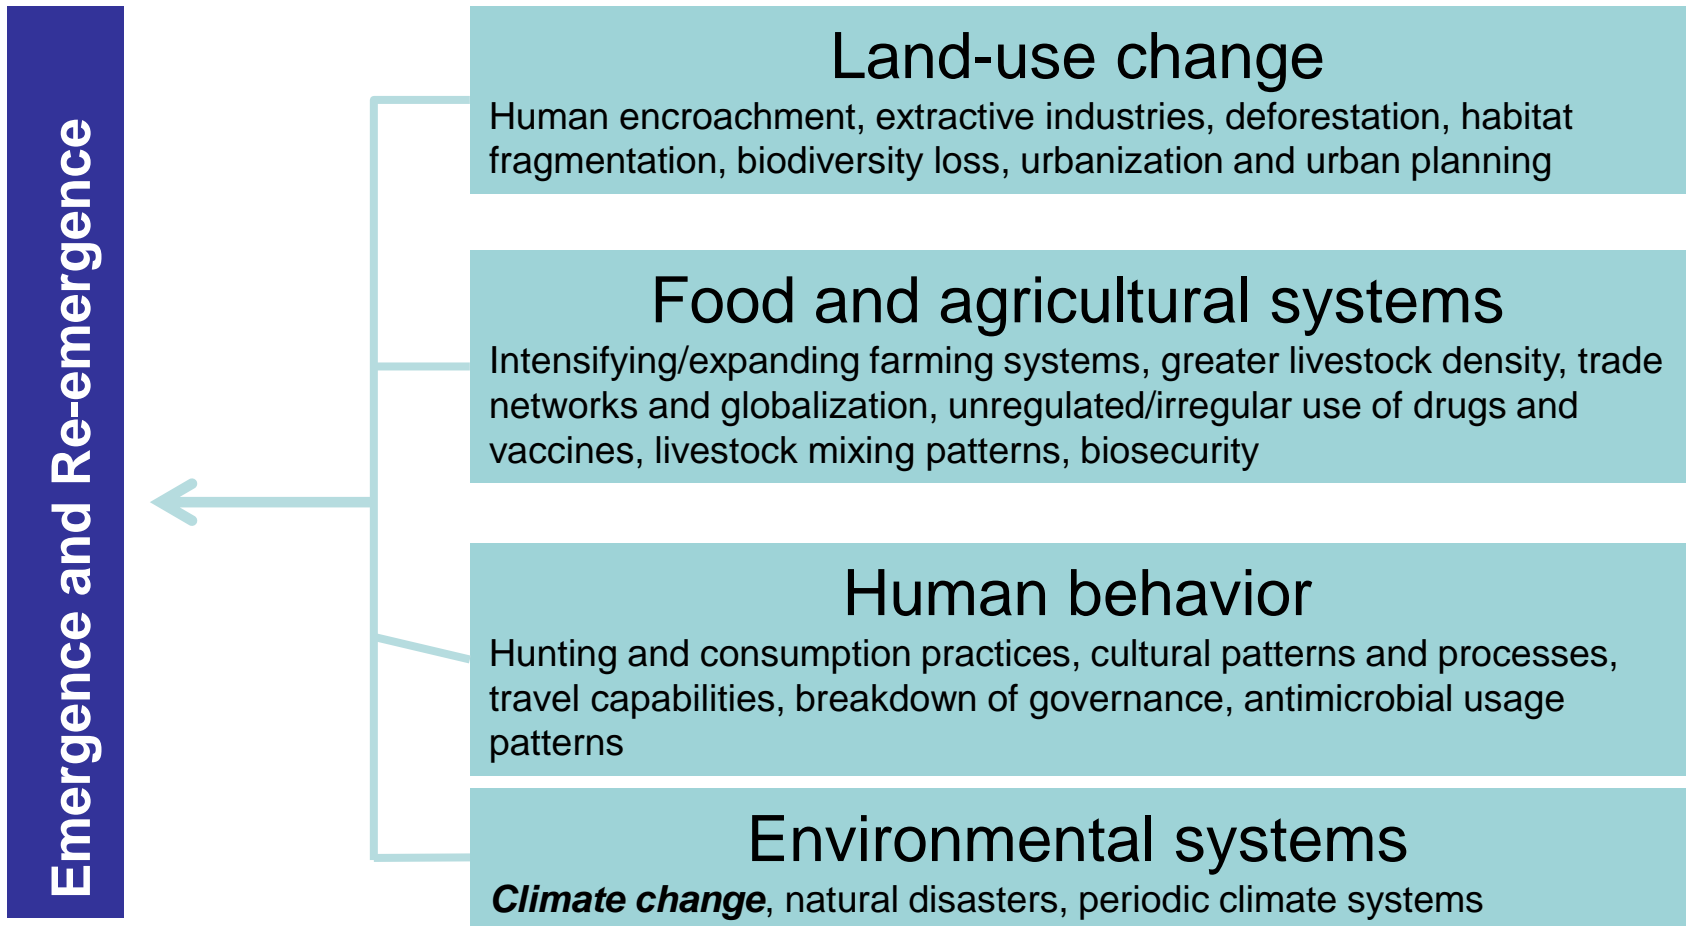 Emergence and Re-emergence
Land-use change
Human encroachment, extractive industries, deforestation, habitat
fragmentation, biodiversity loss, urbanization and urban planning
Food and agricultural systems
Intensifying/expanding farming systems, greater livestock density, trade
networks and globalization, unregulated/irregular use of drugs and
vaccines, livestock mixing patterns, biosecurity
Human behavior
Hunting and consumption practices, cultural patterns and processes,
travel capabilities, breakdown of governance, antimicrobial usage
patterns
Environmental systems
Climate change, natural disasters, periodic climate systems